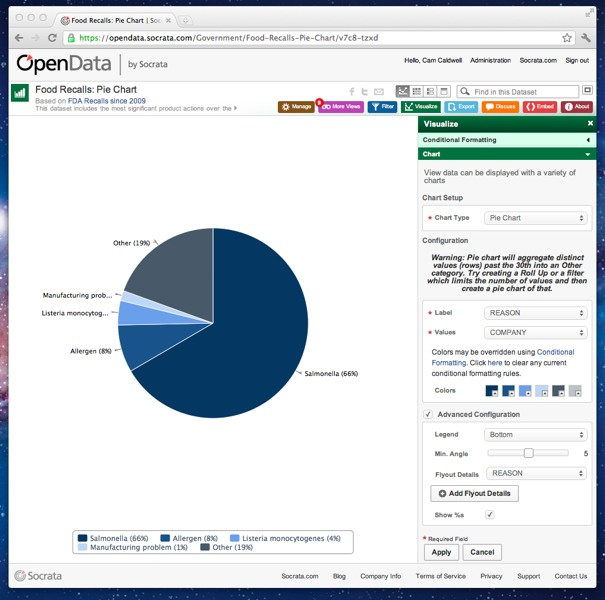 Food Recalls: Pie Chart | Soc
https://opendata.socrata.com/Government/Food-Recalls-Pie-Chart/v7c8-tzxd
OpenData | by Socrata
Hello, Cam Caldwell Administration Socrata.com Sign out
Food Recalls: Pie Chart
Based on FDA Recalls since 2009
This dataset includes the most significant product actions over the
Find in this Dataset
Manage 8 More Views Filter Visualize Export Discuss Embed About
Visualize
Conditional Formatting
Chart
View data can be displayed with a variety of
charts
Chart Setup
* Chart Type Pie Chart
Configuration
Warning: Pie chart will aggregate distinct
values (rows) past the 30th into an Other
category. Try creating a Roll Up or a filter
which limits the number of values and then
create a pie chart of that.
* Label REASON
* Values COMPANY
Colors may be overridden using Conditional
Formatting. Click here to clear any current
conditional formatting rules.
Colors
Advanced Configuration
Legend Bottom
Min. Angle 5
Flyout Details REASON
Add Flyout Details
Show %s
* Required Field
Apply Cancel
Other (19%)
Manufacturing prob...
Listeria monocytog...
Allergen (8%)
Salmonella (66%)
Salmonella (66%) Allergen (8%) Listeria monocytogenes (4%)
Manufacturing problem (1%) Other (19%)
Socrata
Socrata.com Blog Company Info Terms of Service Privacy Support Contact Us